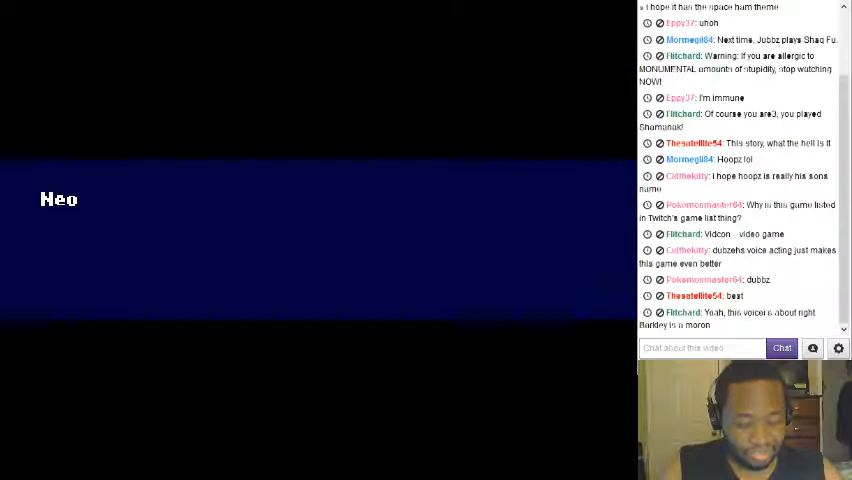 Neo
s I hope it has the space ham theme
Eppy37: uhoh
Mormegil84: Next time, Jubbz plays Shaq Fu.
Flitchard: Warning: If you are allergic to
MONUMENTAL amounts of stupidity, stop watching
NOW!
Eppy37: I'm immune
Flitchard: Of course you are3, you played
Shamanak!
Thesatellite54: This story, what the hell is it
Mormegil84: Hoopz lol
Cidthekitty: i hope hoopz is really his sons
name
Pokemonmaster64: Why is this game listed
in Twitch's game list thing?
Flitchard: Vidcon = video game
Cidthekitty: dubzehs voice acting just makes
this game even better
Pokemonmaster64: dubbz
Thesatellite54: best
Flitchard: Yeah, this voicei s about right
Barkley is a moron
Chat about this video
Chat